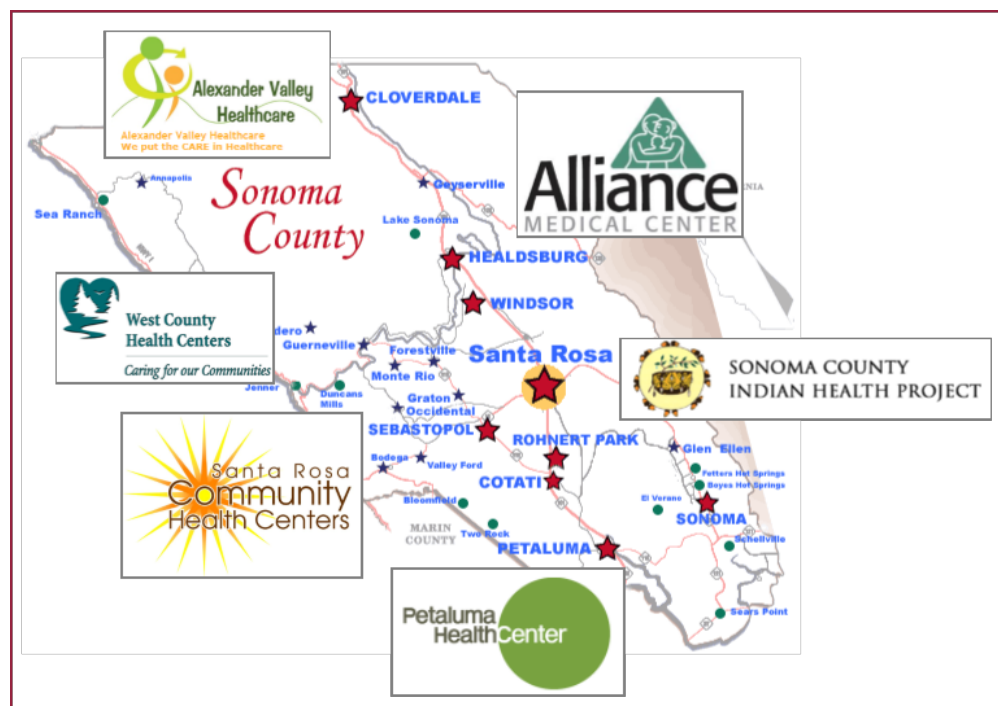 Alexander Valley
Healthcare
Alexander Valley Healthcare
We put the CARE in Healthcare
CLOVERDALE
Alliance
MEDICAL CENTER
Annapolis
Sea Ranch
Sonoma
County
Geyserville
Lake Sonoma
HEALDSBURG
WINDSOR
West County
Health Centers
Caring for our Communities
Guerneville
Forestville
Monte Rio
Jenner
Duncans
Mills
Graton
Occidental
Santa Rosa
SONOMA COUNTY
INDIAN HEALTH PROJECT
SEBASTOPOL
ROHNERT PARK
COTATI
Santa Rosa
Community
Health Centers
Bodega
Valley Ford
Bloomfield
Two Rock
MARIN
COUNTY
Glen Ellen
Fetters Hot Springs
Boyes Hot Springs
El Verano
SONOMA
Schellville
PETALUMA
Sears Point
Petaluma
HealthCenter